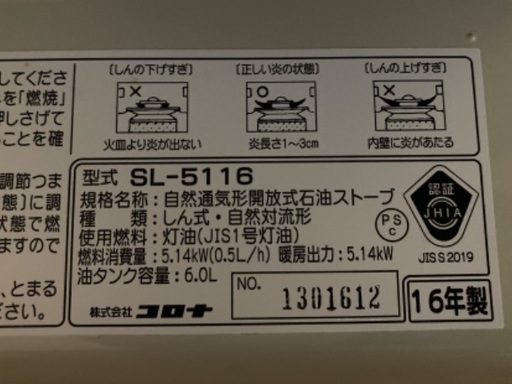 してくださ
を「燃焼」
押しさげて
ることを確
調節つま
態〕に調
状態で燃
ますので
、とまる
ださい。
〔しんの下げすぎ〕
火皿より炎が出ない
〔正しい炎の状態〕
炎長さ1~3cm
〔しんの上げすぎ〕
内壁に炎があたる
型式 SL-5116
規格名称：自然通気形開放式石油ストーブ
種　類：しん式・自然対流形
使用燃料：灯油(JIS1号灯油)
燃料消費量：5.14kW(0.5L/h) 暖房出力：5.14kW
油タンク容量：6.0L
株式会社 コロナ
NO. 1301612
16年製
PS
C
認証
JHIA
JIS S 2019